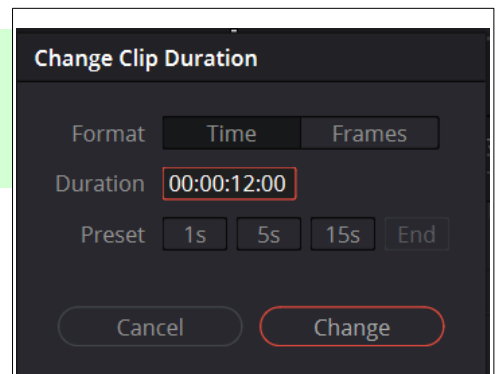 Change Clip Duration
Format Time Frames
Duration 00:00:12:00
Preset 1s 5s 15s End
Cancel Change